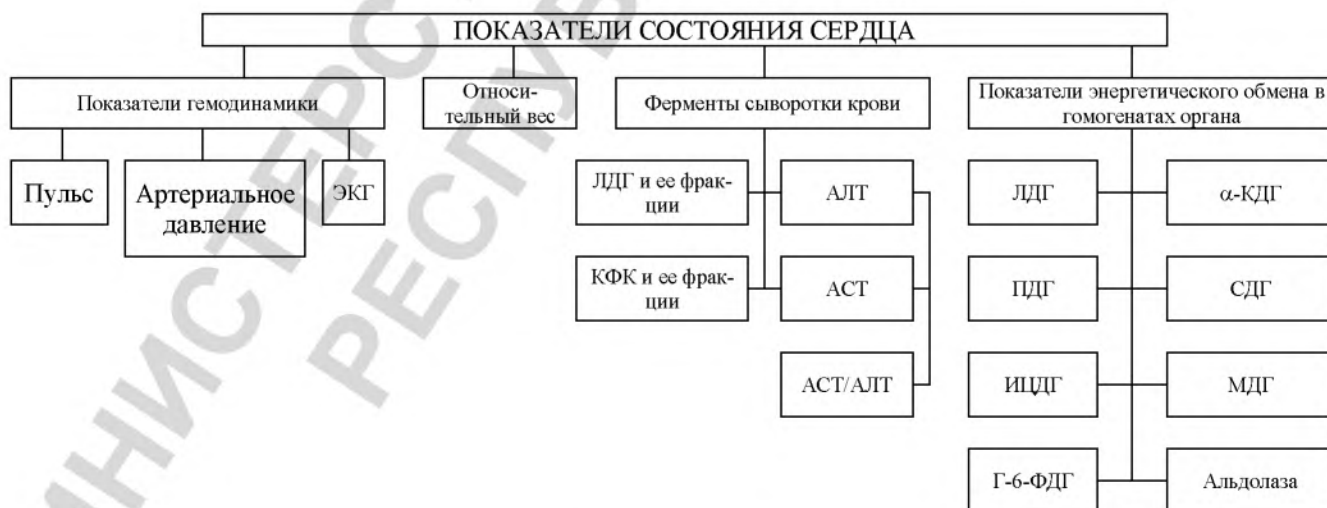 ПОКАЗАТЕЛИ СОСТОЯНИЯ СЕРДЦА
Показатели гемодинамики
Относи-
тельный вес
Ферменты сыворотки крови
Показатели энергетического обмена в
гомогенатах органа
Пульс
Артериальное
давление
ЭКГ
ЛДГ и ее фрак-
ции
АЛТ
КФК и ее фрак-
ции
АСТ
АСТ/АЛТ
ЛДГ
α-КДГ
ПДГ
СДГ
ИЦДГ
МДГ
Г-6-ФДГ
Альдолаза